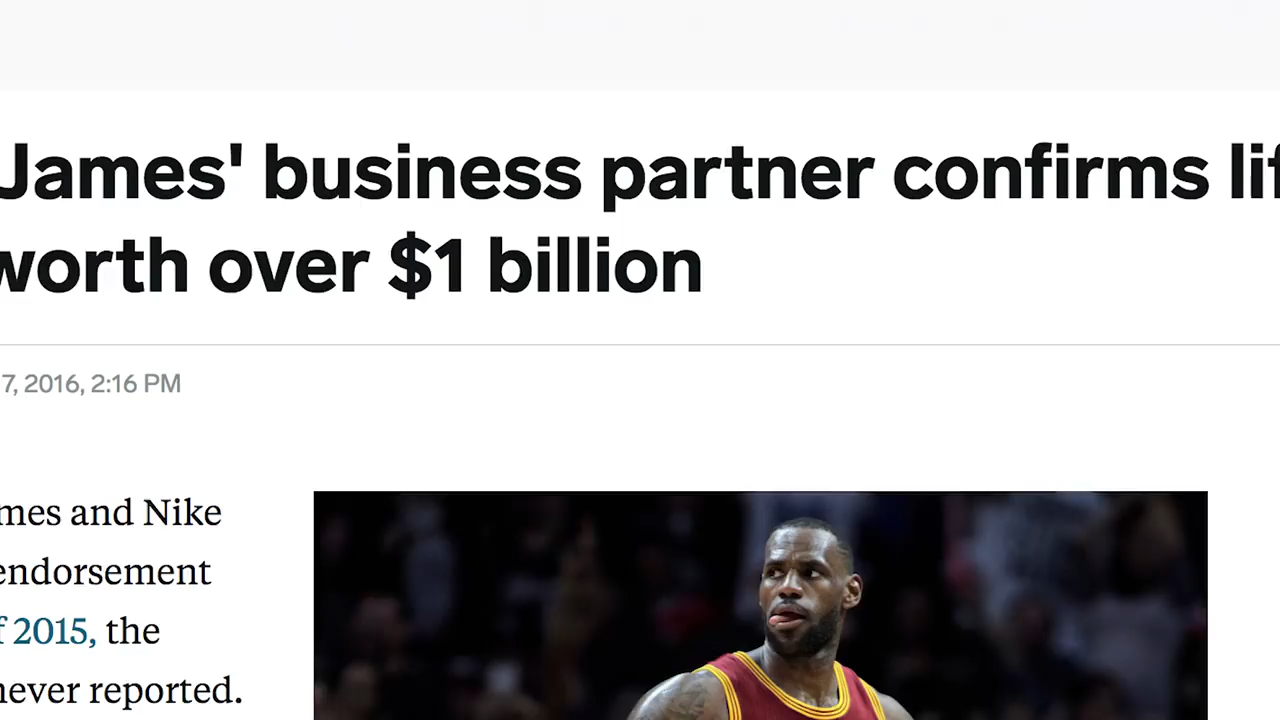 James' business partner confirms lif
worth over $1 billion
7, 2016, 2:16 PM
mes and Nike
endorsement
f 2015, the
never reported.